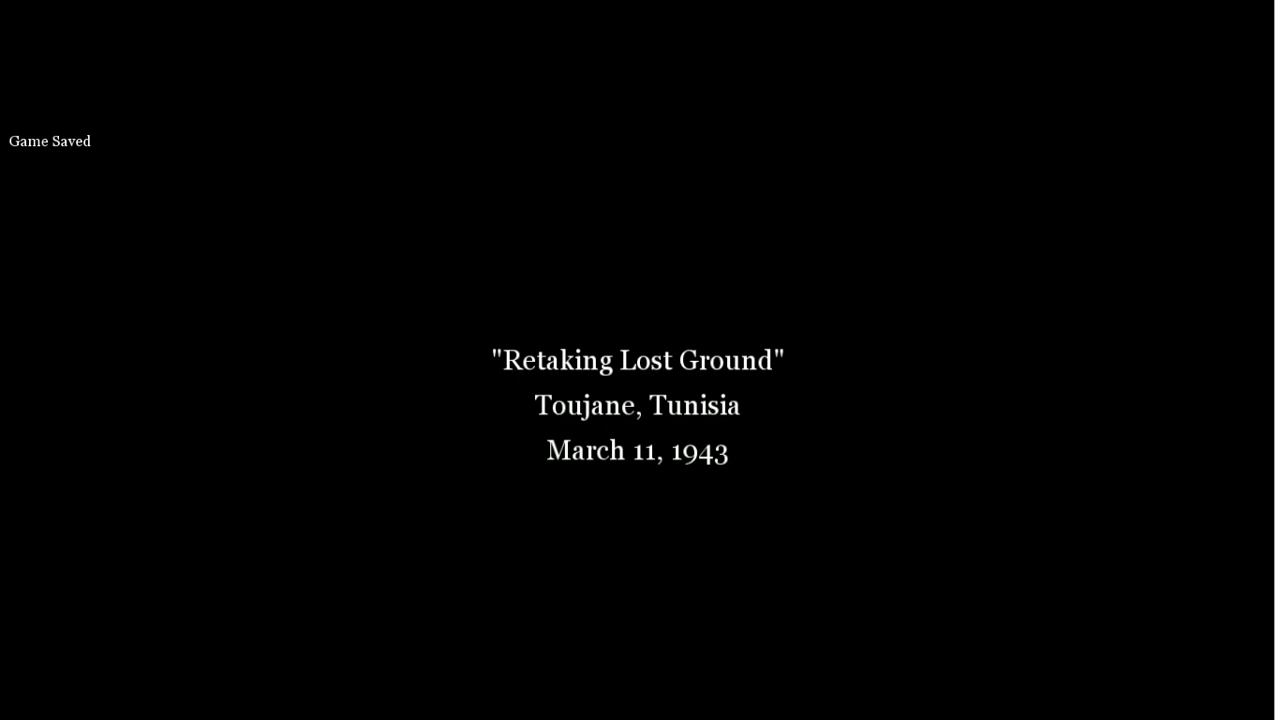 Game Saved
"Retaking Lost Ground"
Toujane, Tunisia
March 11, 1943